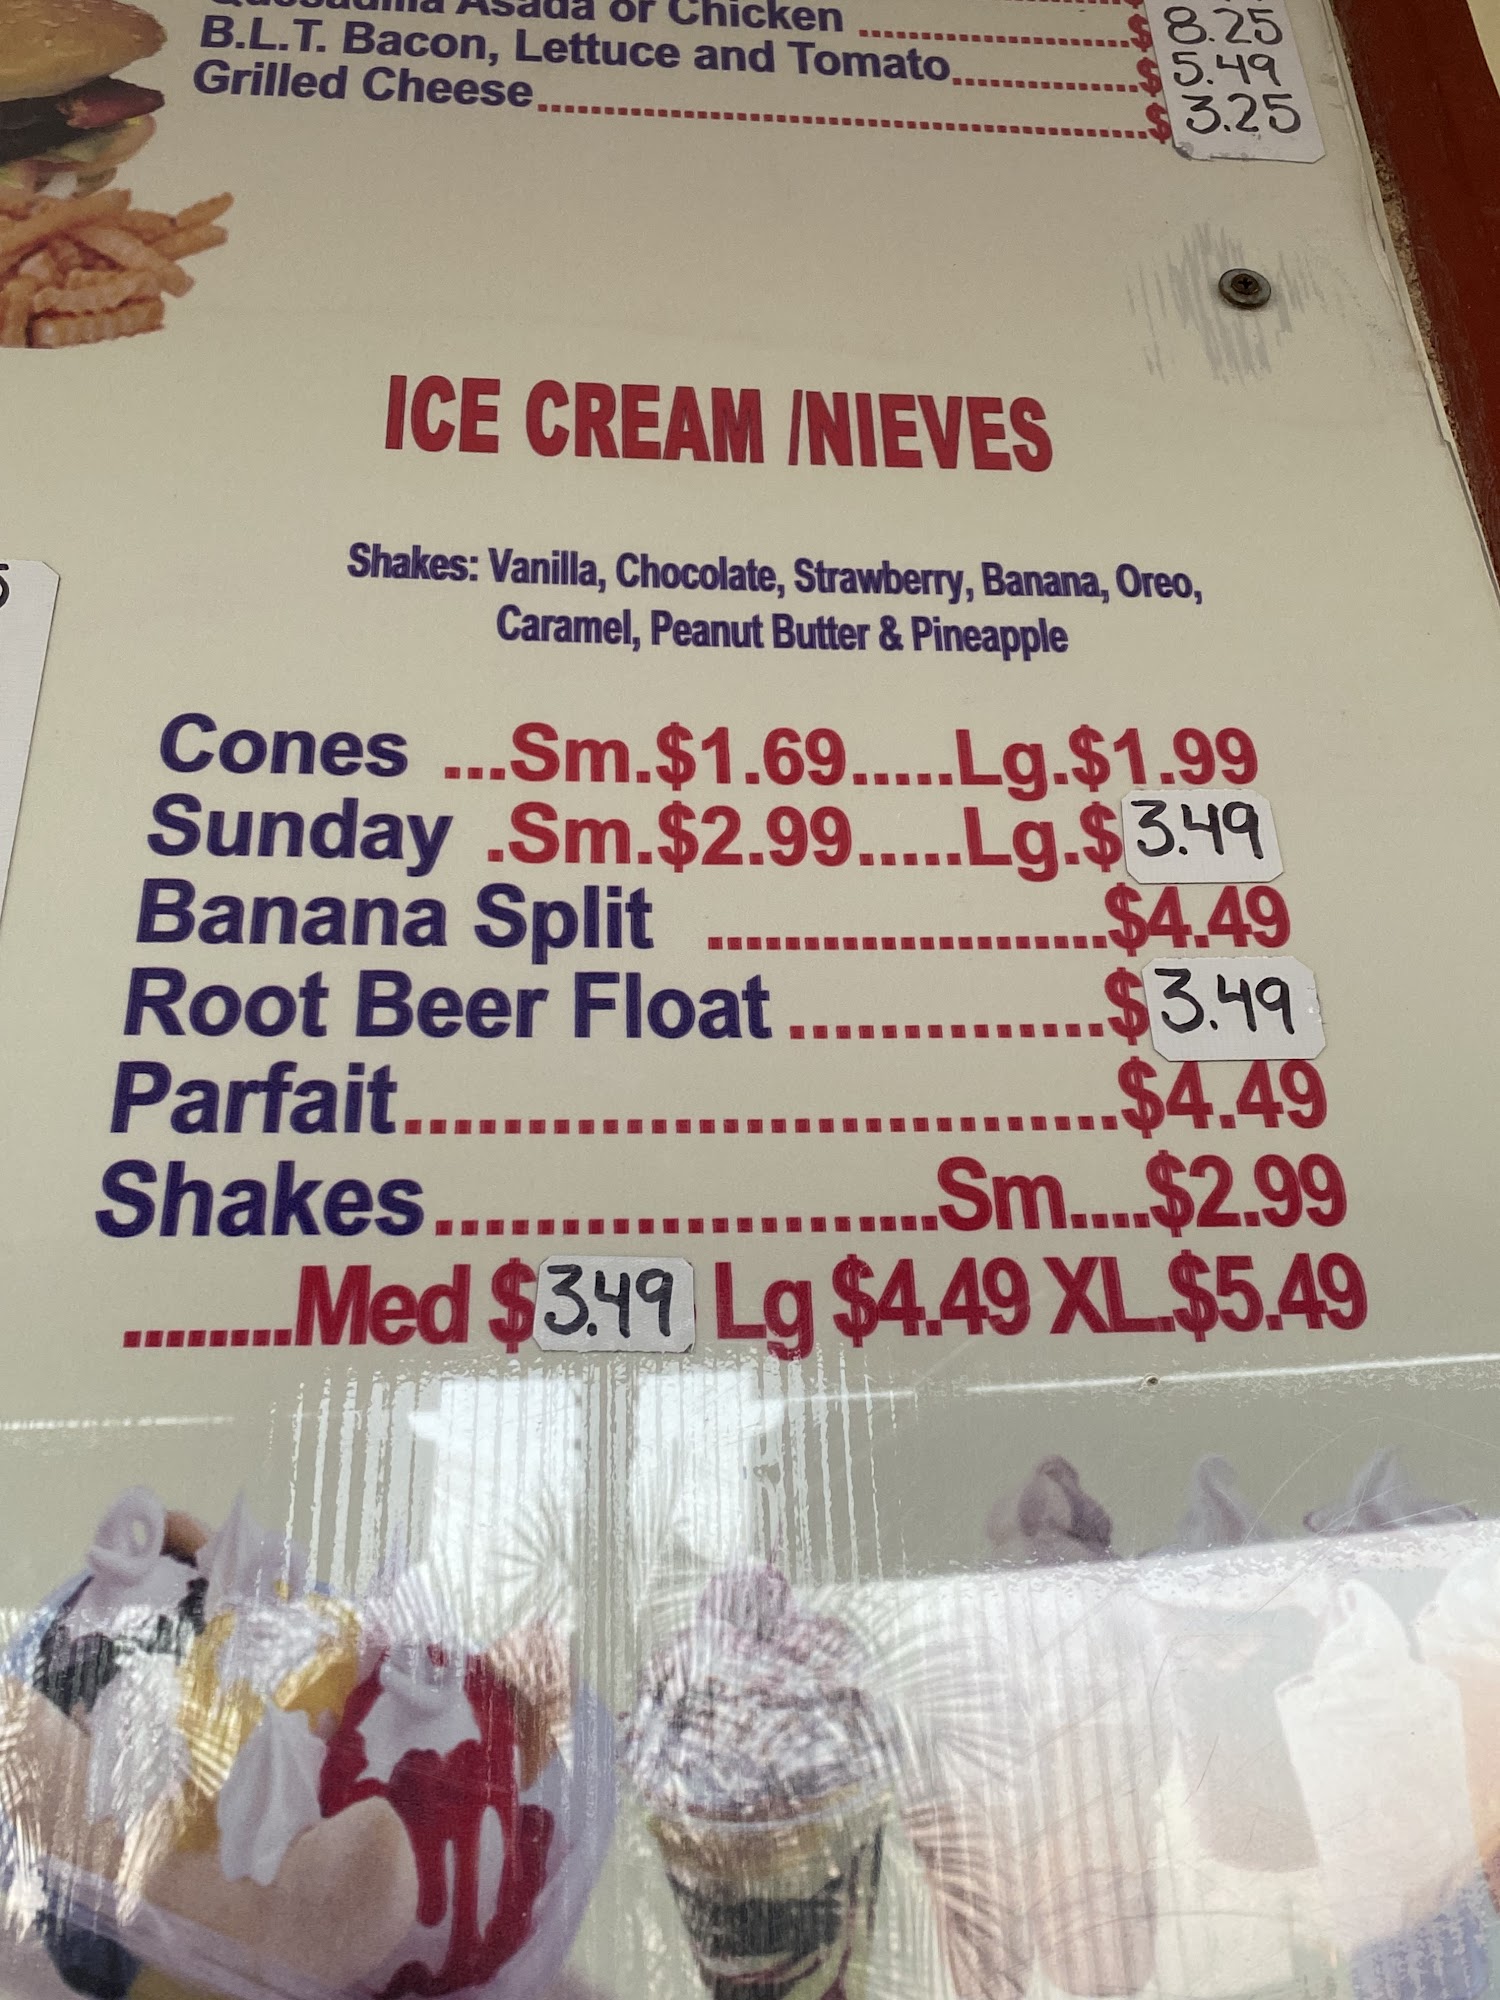 Asada or Chicken ........................$ 8.25
B.L.T. Bacon, Lettuce and Tomato................$ 5.49
Grilled Cheese.....................................................$ 3.25
ICE CREAM /NIEVES
Shakes: Vanilla, Chocolate, Strawberry, Banana, Oreo,
Caramel, Peanut Butter & Pineapple
Cones ...Sm.$1.69.....Lg.$1.99
Sunday .Sm.$2.99.....Lg.$3.49
Banana Split .....................$4.49
Root Beer Float ................$3.49
Parfait.....................................$4.49
Shakes.........................Sm....$2.99
........Med $3.49 Lg $4.49 XL.$5.49